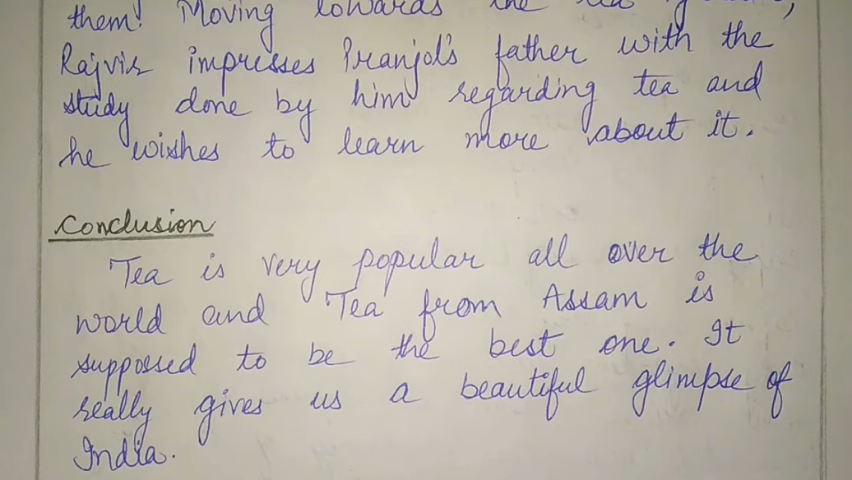 them! Moving towards the tea
Rajvir impresses Pranjol's father with the
study done by him regarding tea and
he wishes to learn more about it.
Conclusion
Tea is very popular all over the
world and Tea from Assam is
supposed to be the best one. It
really gives us a beautiful glimpse of
India.